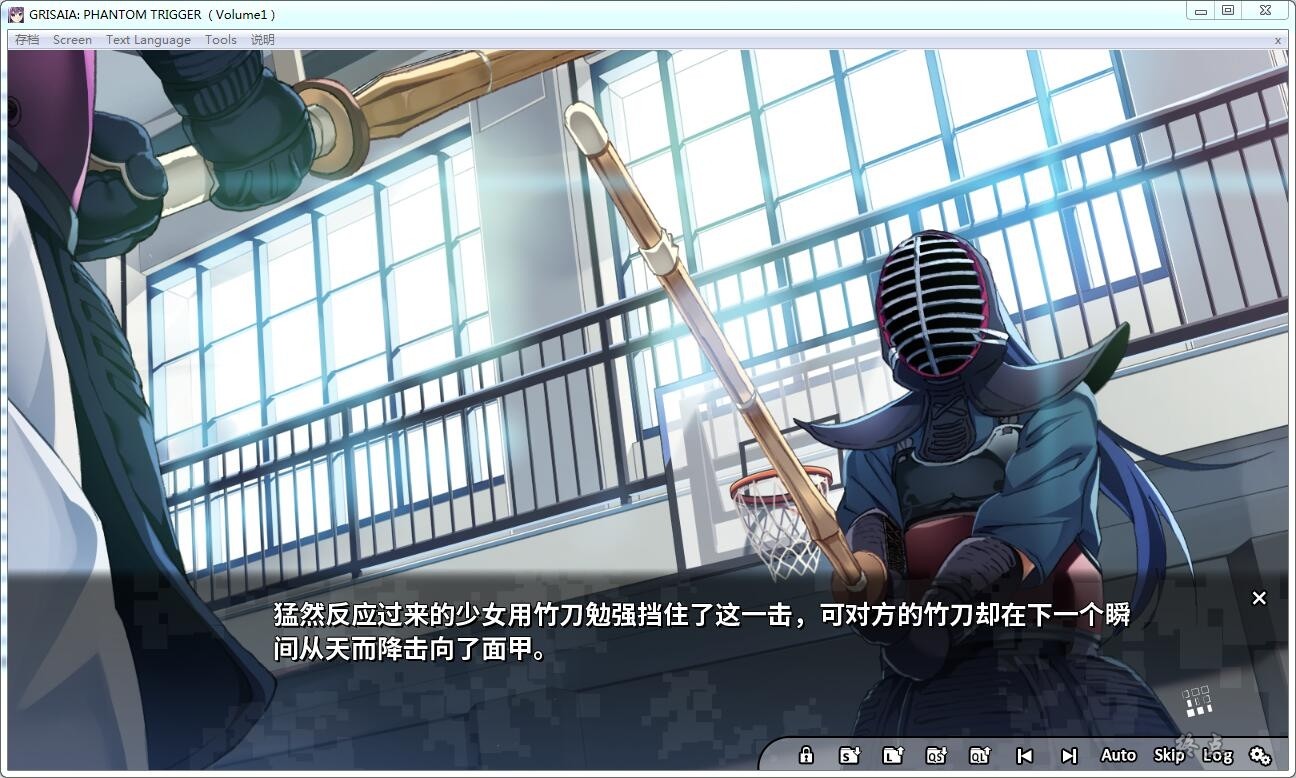 GRISAIA: PHANTOM TRIGGER ( Volume1 )
存档 Screen Text Language Tools 说明 x
猛然反应过来的少女用竹刀勉强挡住了这一击，可对方的竹刀却在下一个瞬
间从天而降击向了面甲。
S L QS QL Auto Skip Log